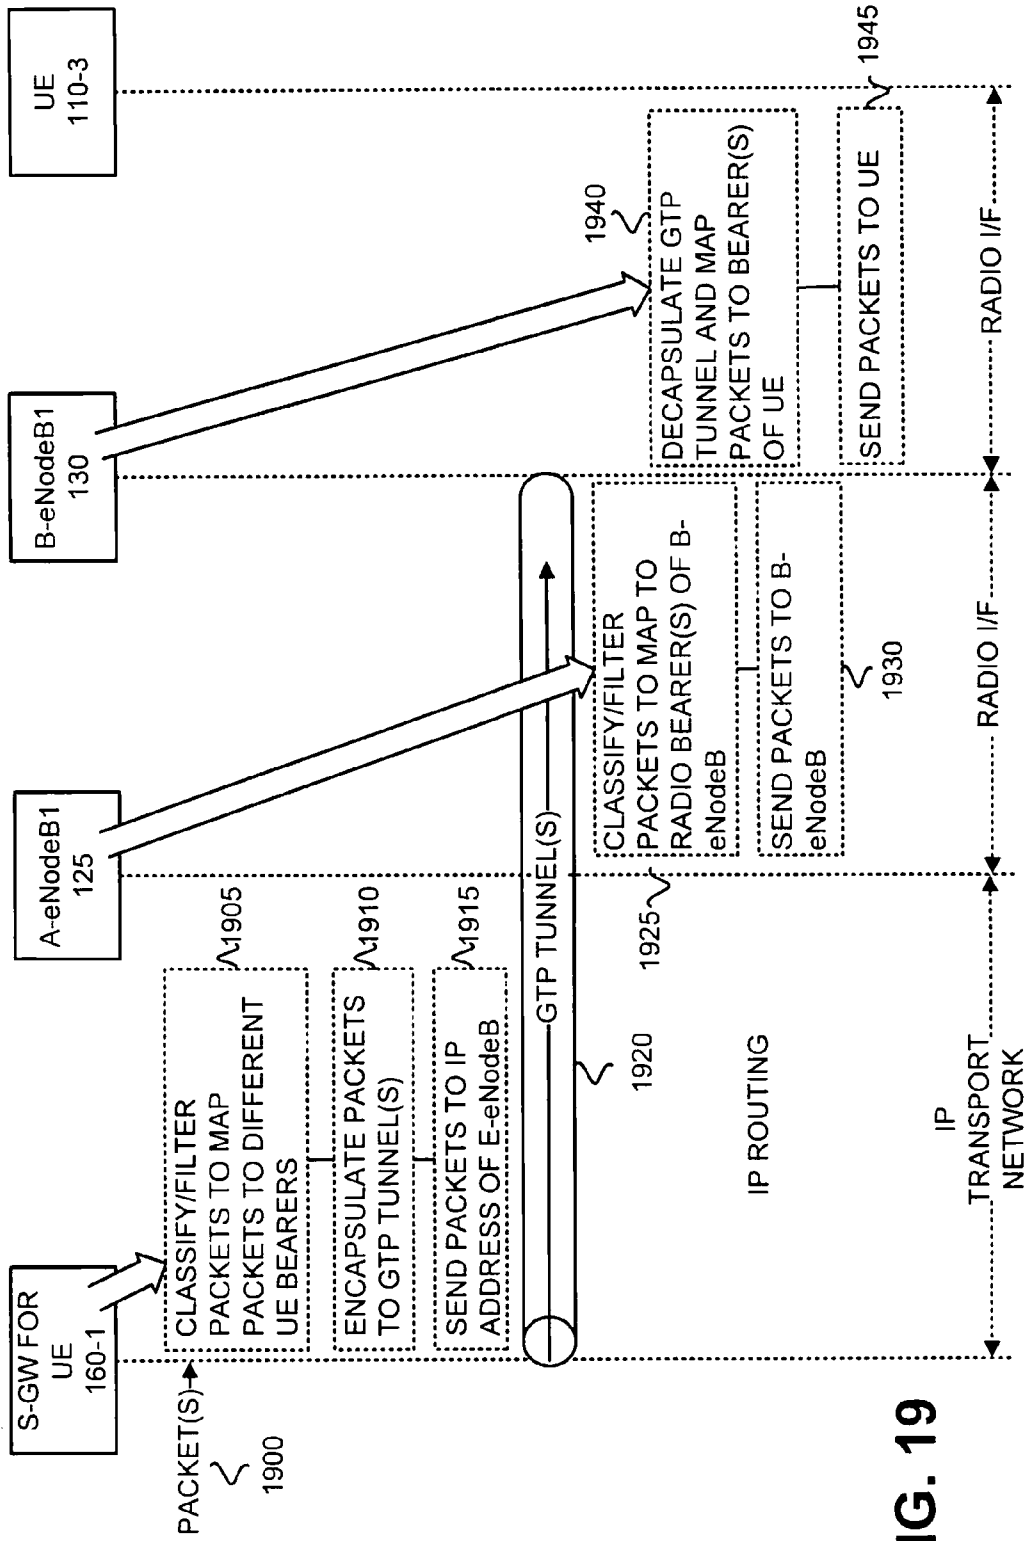 S-GW FOR
UE
160-1
A-eNodeB1
125
B-eNodeB1
130
UE
110-3
PACKET(S)
1900
CLASSIFY/FILTER
PACKETS TO MAP
PACKETS TO DIFFERENT
UE BEARERS
1905
ENCAPSULATE PACKETS
TO GTP TUNNEL(S)
1910
SEND PACKETS TO IP
ADDRESS OF E-eNodeB
1915
GTP TUNNEL(S)
1920
CLASSIFY/FILTER
PACKETS TO MAP TO
RADIO BEARER(S) OF B-
eNodeB
1925
SEND PACKETS TO B-
eNodeB
1930
DECAPSULATE GTP
TUNNEL AND MAP
PACKETS TO BEARER(S)
OF UE
1940
SEND PACKETS TO UE
1945
IP ROUTING
IP
TRANSPORT
NETWORK
RADIO I/F
RADIO I/F
IG. 19